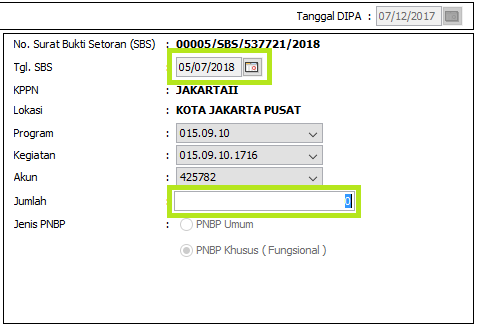 Tanggal DIPA : 07/12/2017
No. Surat Bukti Setoran (SBS) : 00005/SBS/537721/2018
Tgl. SBS : 05/07/2018
KPPN : JAKARTAII
Lokasi : KOTA JAKARTA PUSAT
Program : 015.09.10
Kegiatan : 015.09.10.1716
Akun : 425782
Jumlah : 0
Jenis PNBP : PNBP Umum
PNBP Khusus ( Fungsional )